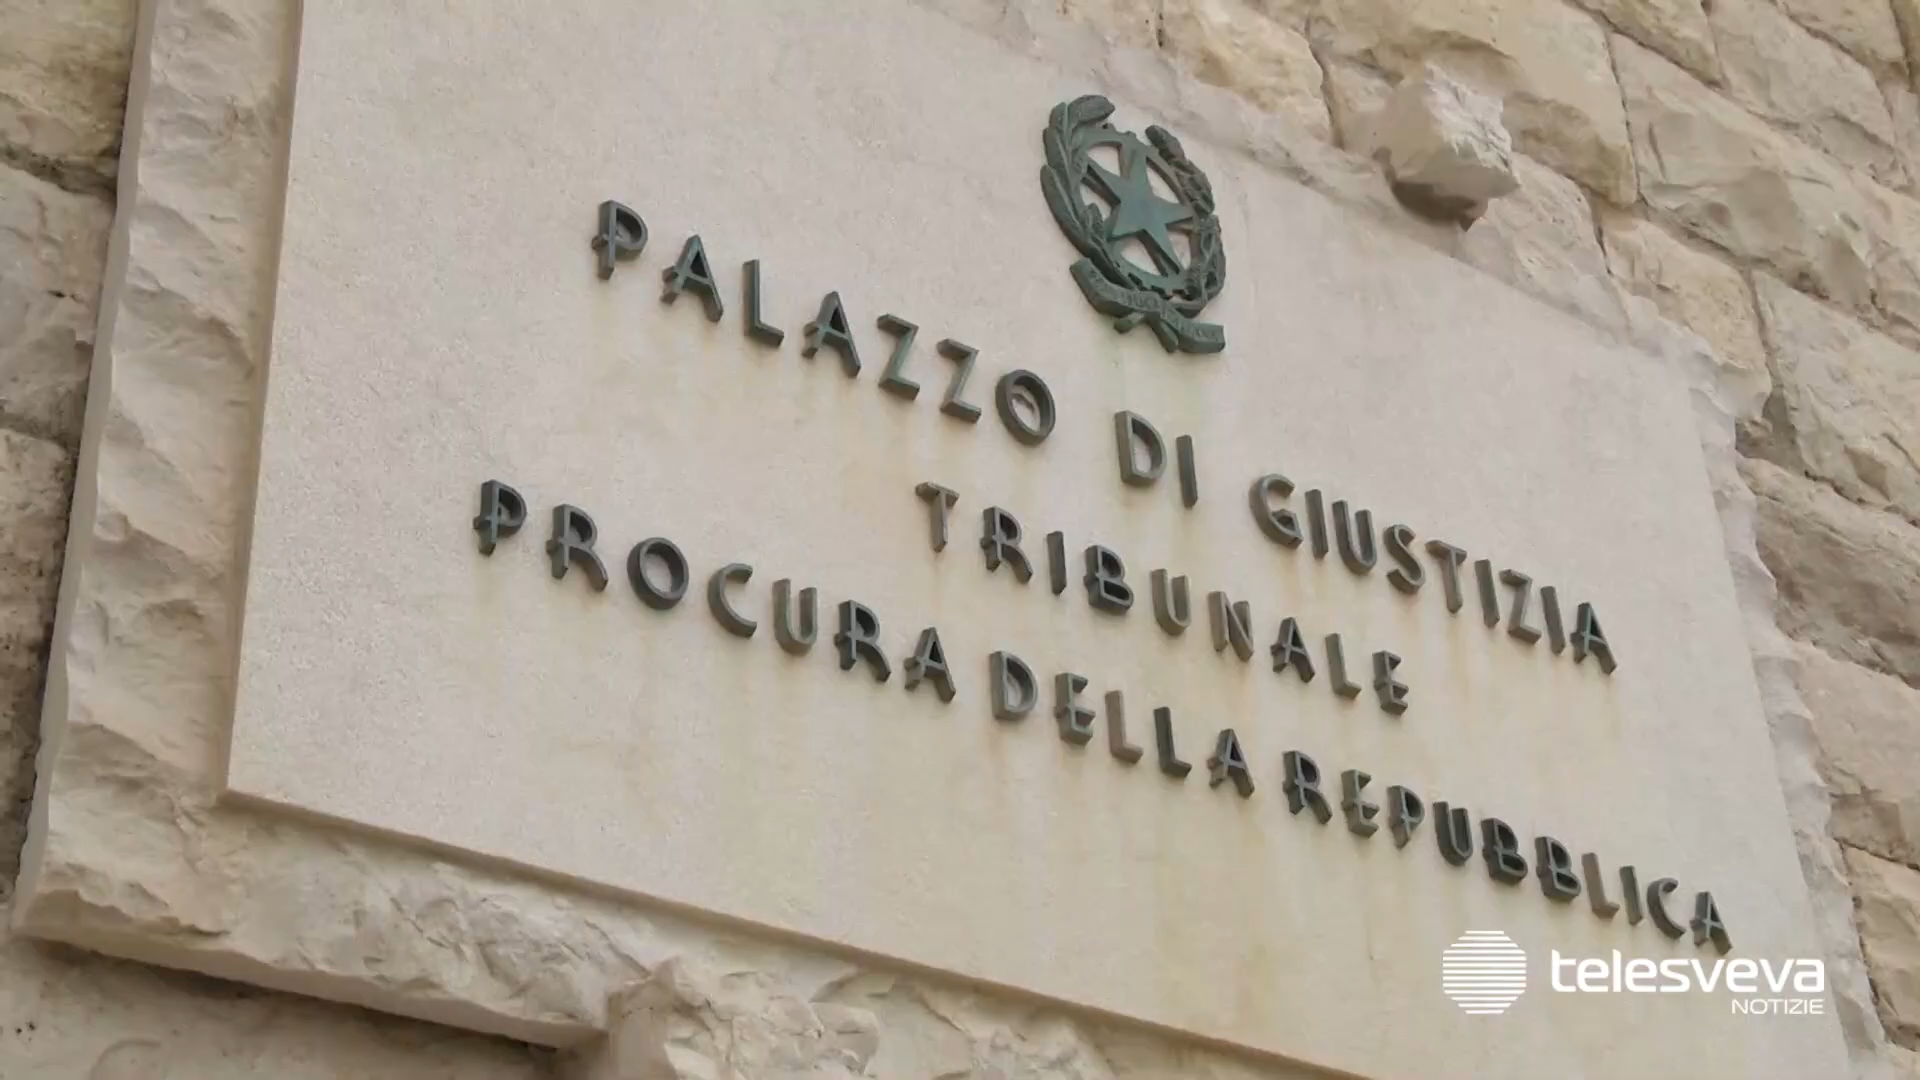 PALAZZO DI GIUSTIZIA
TRIBUNALE
PROCURA DELLA REPUBBLICA
telesveva
NOTIZIE